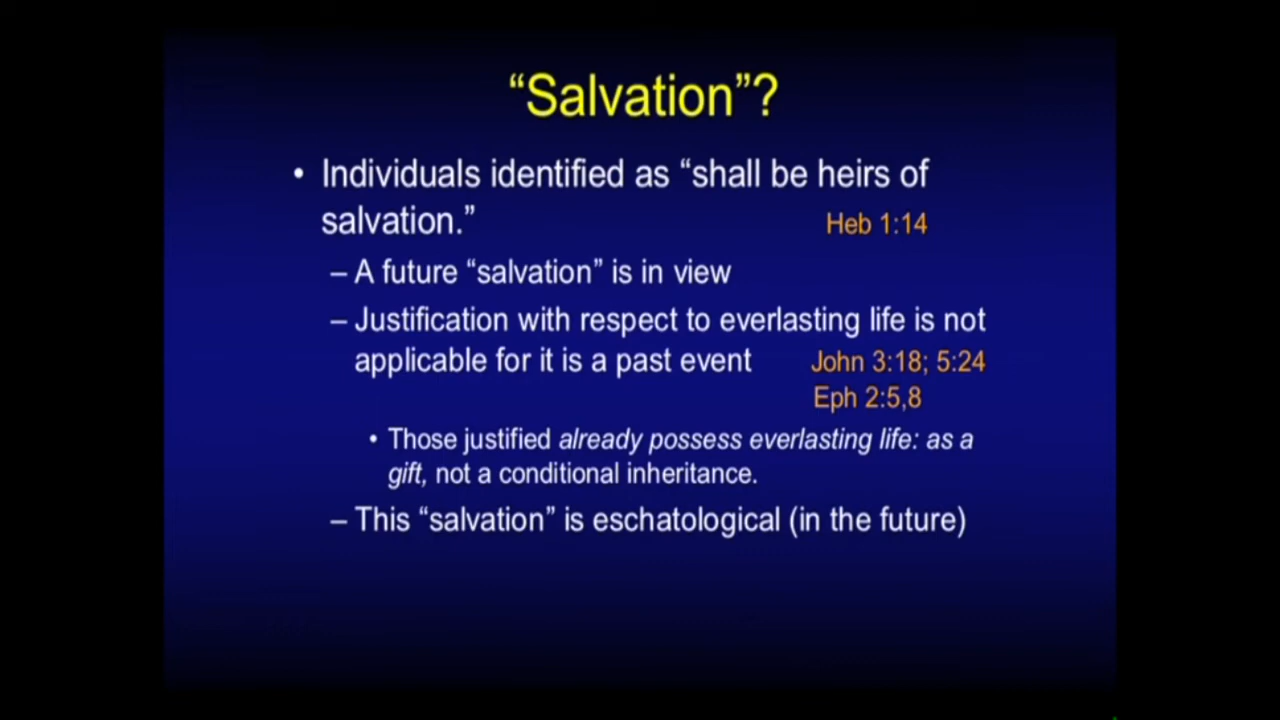 “Salvation”?
• Individuals identified as “shall be heirs of
salvation.” Heb 1:14
– A future “salvation” is in view
– Justification with respect to everlasting life is not
applicable for it is a past event John 3:18; 5:24
Eph 2:5,8
• Those justified already possess everlasting life: as a
gift, not a conditional inheritance.
– This “salvation” is eschatological (in the future)